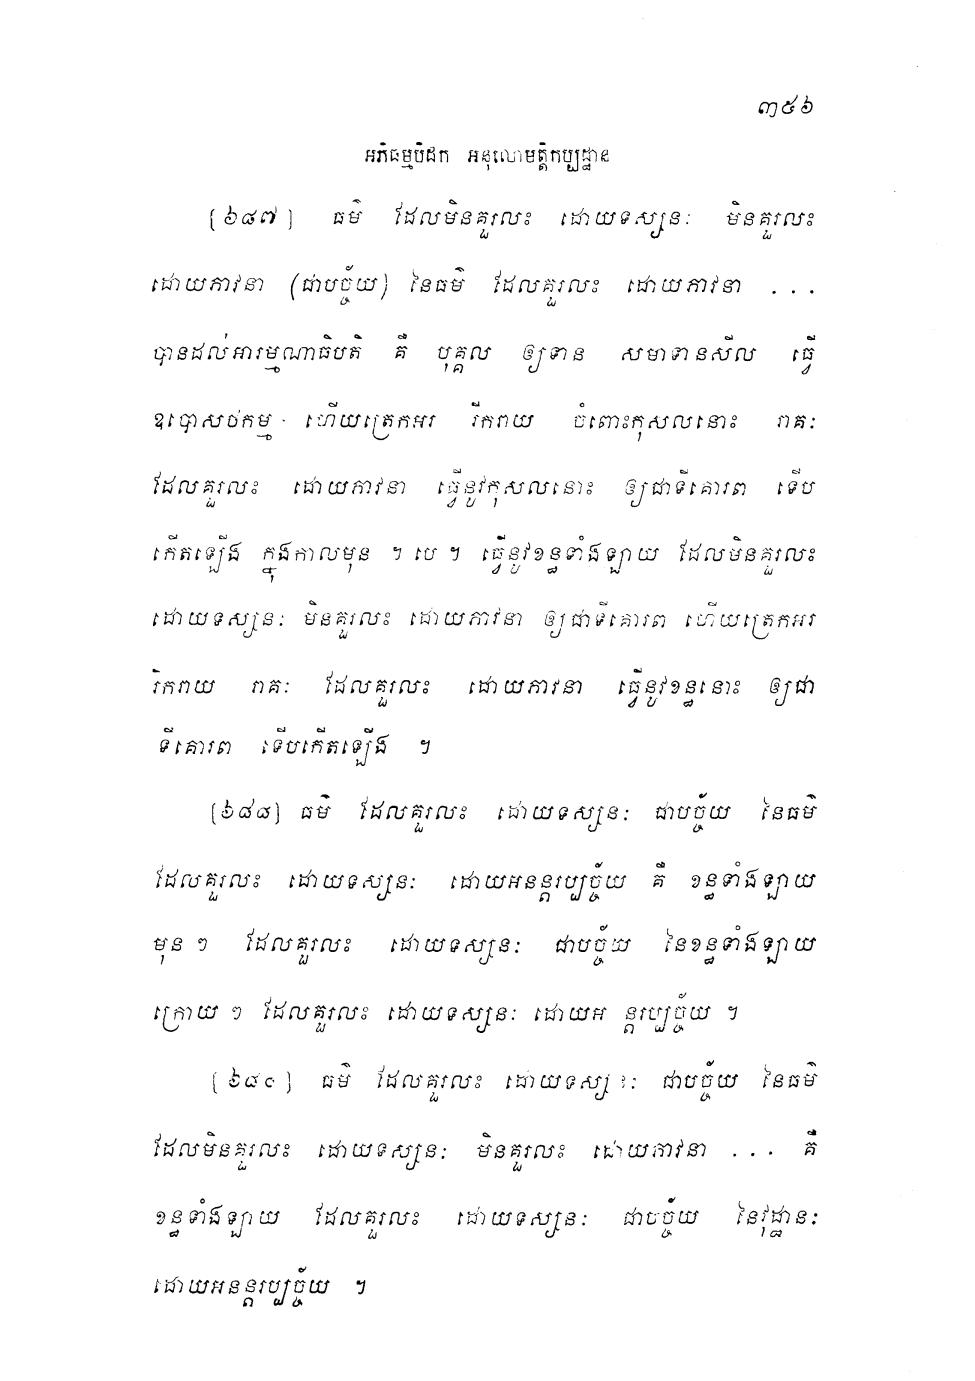 ៣៥៦
អភិធម្មបិដក អនុលោមត្តិកប្បដ្ឋាន
[៦៨៧] ធម៌ ដែលមិនគួរលះ ដោយទស្សនៈ មិនគួរលះ
ដោយភាវនា (ជាបច្ច័យ) នៃធម៌ ដែលគួរលះ ដោយភាវនា ...
បានដល់អារម្មណាធិបតិ គឺ បុគ្គល ឲ្យទាន សមាទានសីល ធ្វើ
ឧបោសថកម្ម ហើយត្រេកអរ រីករាយ ចំពោះកុសលនោះ រាគៈ
ដែលគួរលះ ដោយភាវនា ធ្វើនូវកុសលនោះ ឲ្យជាទីគោរព ទើប
កើតឡើង ក្នុងកាលមុន ។ បេ ។ ធ្វើនូវខន្ធទាំងឡាយ ដែលមិនគួរលះ
ដោយទស្សនៈ មិនគួរលះ ដោយភាវនា ឲ្យជាទីគោរព ហើយត្រេកអរ
រីករាយ រាគៈ ដែលគួរលះ ដោយភាវនា ធ្វើនូវខន្ធនោះ ឲ្យជា
ទីគោរព ទើបកើតឡើង ។
[៦៨៨] ធម៌ ដែលគួរលះ ដោយទស្សនៈ ជាបច្ច័យ នៃធម៌
ដែលគួរលះ ដោយទស្សនៈ ដោយអនន្តរប្បច្ច័យ គឺ ខន្ធទាំងឡាយ
មុន ៗ ដែលគួរលះ ដោយទស្សនៈ ជាបច្ច័យ នៃខន្ធទាំងឡាយ
ក្រោយ ៗ ដែលគួរលះ ដោយទស្សនៈ ដោយអនន្តរប្បច្ច័យ ។
[៦៨៩] ធម៌ ដែលគួរលះ ដោយទស្សនៈ ជាបច្ច័យ នៃធម៌
ដែលមិនគួរលះ ដោយទស្សនៈ មិនគួរលះ ដោយភាវនា ... គឺ
ខន្ធទាំងឡាយ ដែលគួរលះ ដោយទស្សនៈ ជាបច្ច័យ នៃវុដ្ឋានៈ
ដោយអនន្តរប្បច្ច័យ ។